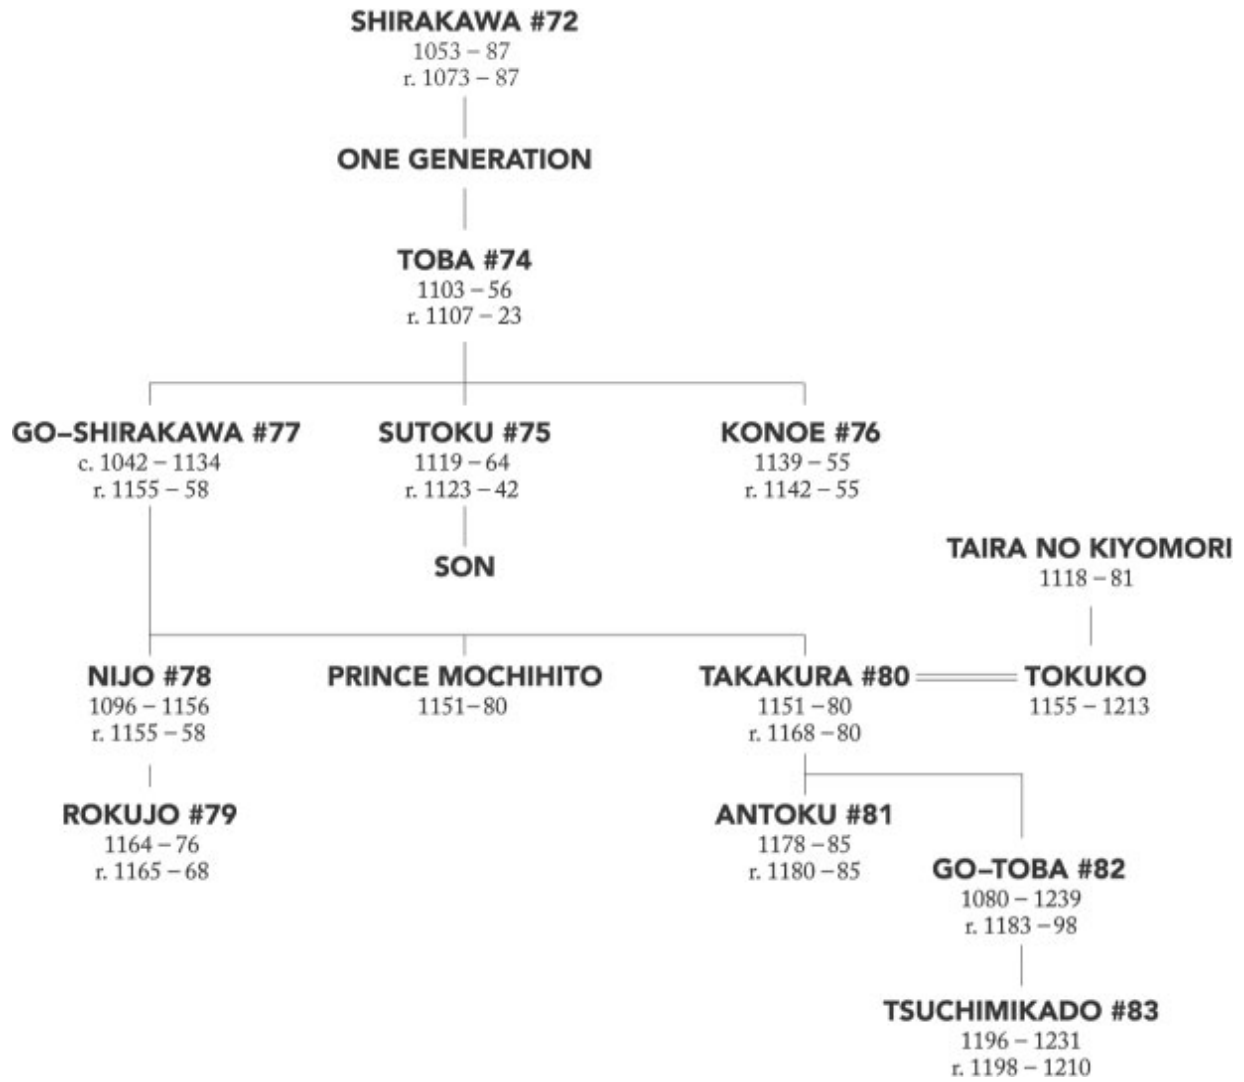 SHIRAKAWA #72
1053 – 87
r. 1073 – 87
ONE GENERATION
TOBA #74
1103 – 56
r. 1107 – 23
GO–SHIRAKAWA #77
c. 1042 – 1134
r. 1155 – 58
SUTOKU #75
1119 – 64
r. 1123 – 42
KONOE #76
1139 – 55
r. 1142 – 55
SON
TAIRA NO KIYOMORI
1118 – 81
NIJO #78
1096 – 1156
r. 1155 – 58
PRINCE MOCHIHITO
1151–80
TAKAKURA #80
1151 – 80
r. 1168 – 80
TOKUKO
1155 – 1213
ROKUJO #79
1164 – 76
r. 1165 – 68
ANTOKU #81
1178 – 85
r. 1180 – 85
GO–TOBA #82
1080 – 1239
r. 1183 – 98
TSUCHIMIKADO #83
1196 – 1231
r. 1198 – 1210